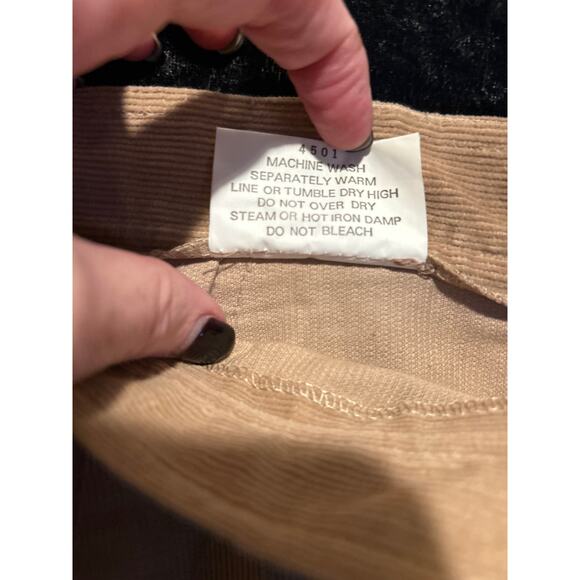 4501
MACHINE WASH
SEPARATELY WARM
LINE OR TUMBLE DRY HIGH
DO NOT OVER DRY
STEAM OR HOT IRON DAMP
DO NOT BLEACH